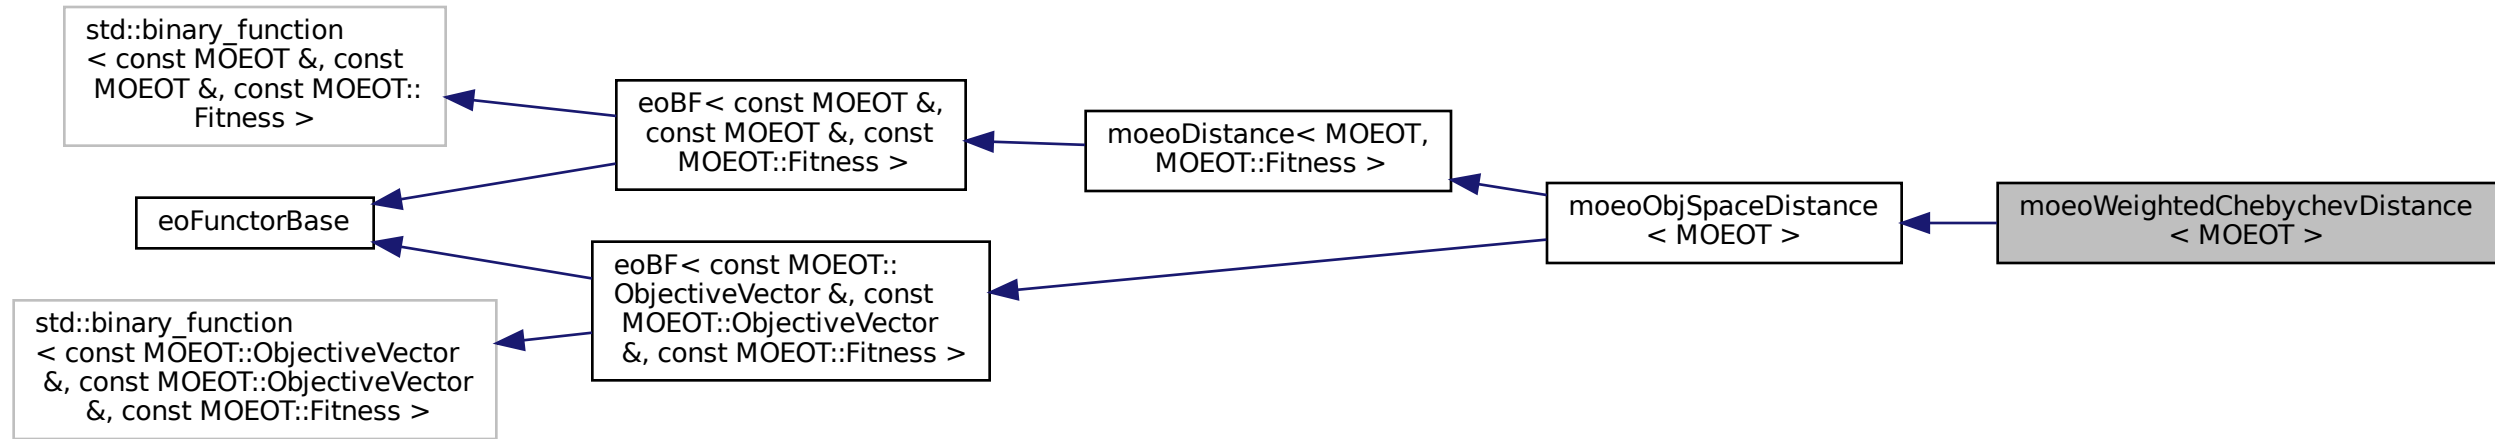 std::binary_function
< const MOEOT &, const
MOEOT &, const MOEOT::
Fitness >
eoBF< const MOEOT &,
const MOEOT &, const
MOEOT::Fitness >
moeoDistance< MOEOT,
MOEOT::Fitness >
eoFunctorBase
moeoObjSpaceDistance
< MOEOT >
moeoWeightedChebychevDistance
< MOEOT >
eoBF< const MOEOT::
ObjectiveVector &, const
MOEOT::ObjectiveVector
&, const MOEOT::Fitness >
std::binary_function
< const MOEOT::ObjectiveVector
&, const MOEOT::ObjectiveVector
&, const MOEOT::Fitness >